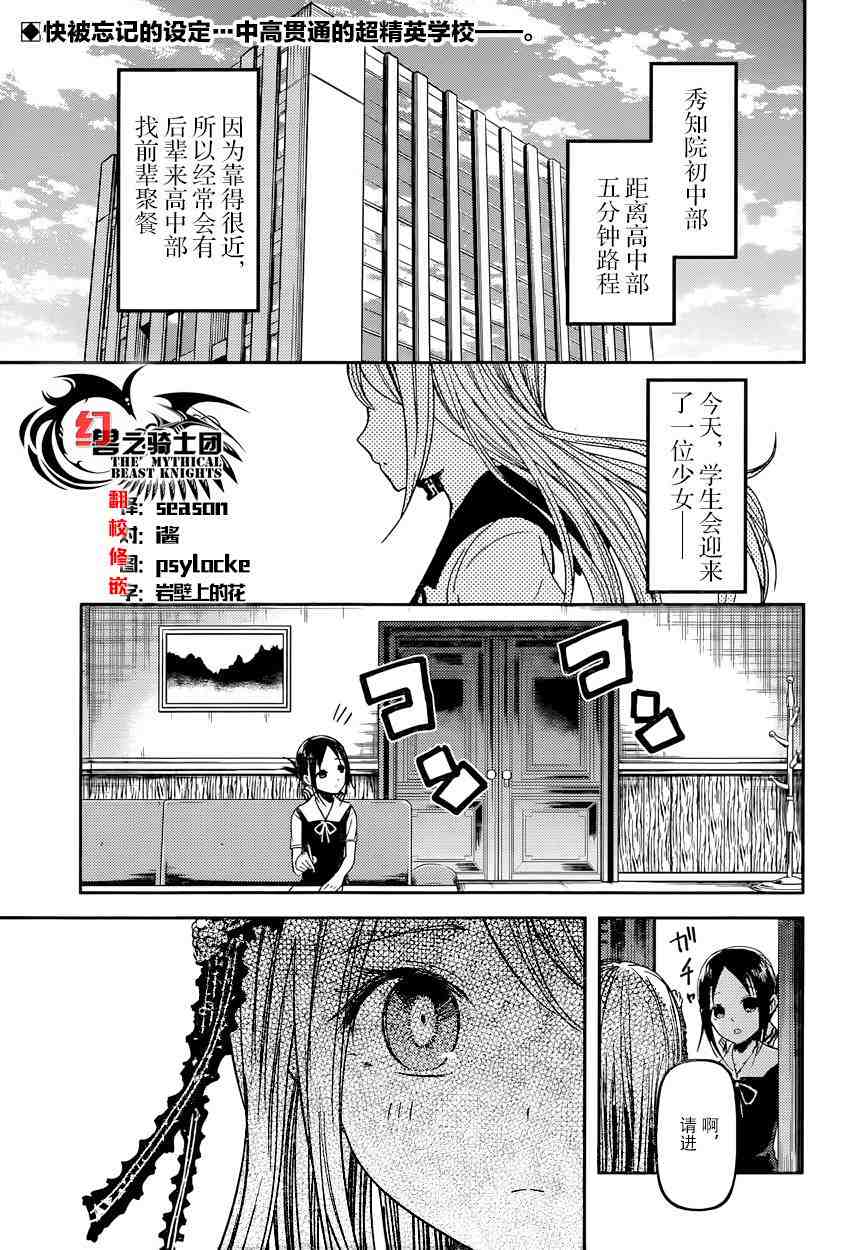 ◆快被忘记的设定…中高贯通的超精英学校——。
秀知院初中部
距离高中部
五分钟路程
因为靠得很近，
所以经常会有
后辈来高中部
找前辈聚餐
今天，学生会迎来
了一位少女——
幻兽之骑士团
THE MYTHICAL
BEAST KNIGHTS
翻译: season
校对: i酱
修图: psylocke
嵌字: 岩壁上的花
コン
コン
ガチャ
啊，
请进